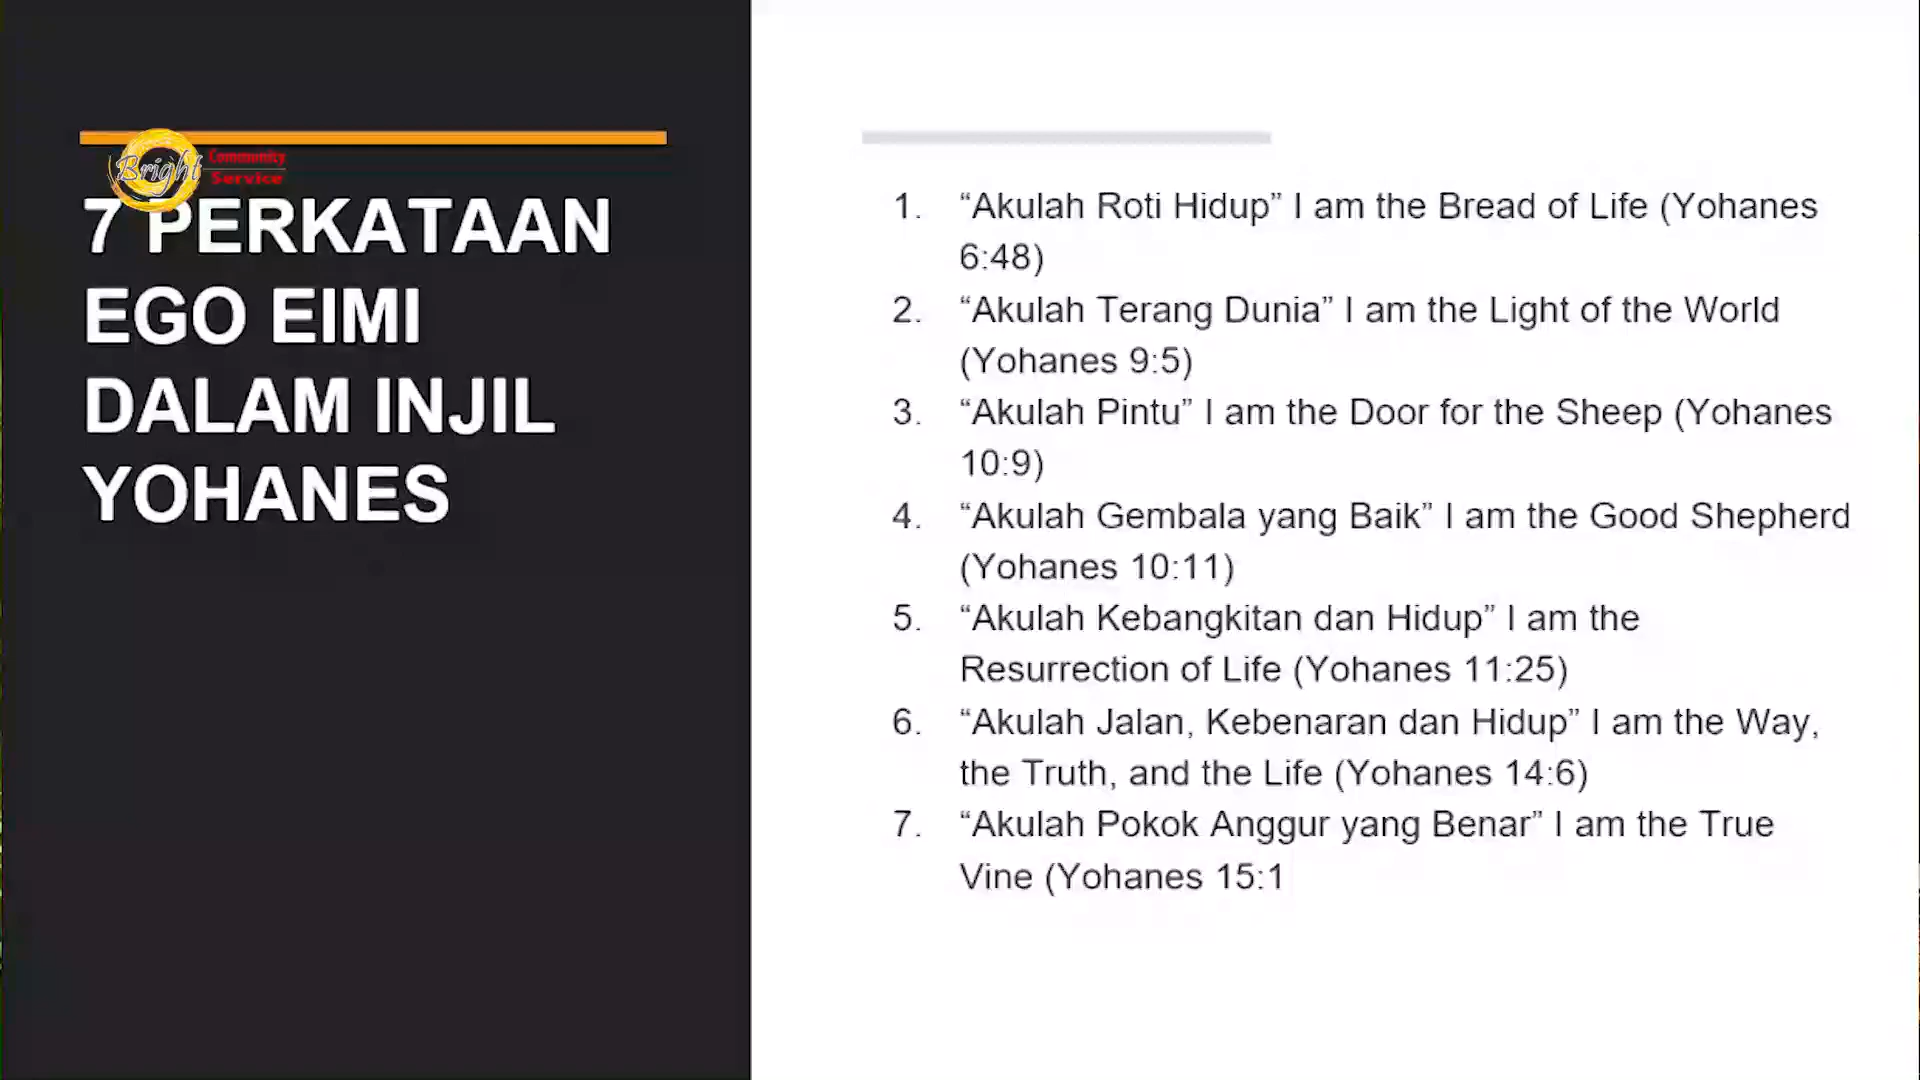 Bright Community
Service
7 PERKATAAN
EGO EIMI
DALAM INJIL
YOHANES
1. “Akulah Roti Hidup” I am the Bread of Life (Yohanes
6:48)
2. “Akulah Terang Dunia” I am the Light of the World
(Yohanes 9:5)
3. “Akulah Pintu” I am the Door for the Sheep (Yohanes
10:9)
4. “Akulah Gembala yang Baik” I am the Good Shepherd
(Yohanes 10:11)
5. “Akulah Kebangkitan dan Hidup” I am the
Resurrection of Life (Yohanes 11:25)
6. “Akulah Jalan, Kebenaran dan Hidup” I am the Way,
the Truth, and the Life (Yohanes 14:6)
7. “Akulah Pokok Anggur yang Benar” I am the True
Vine (Yohanes 15:1